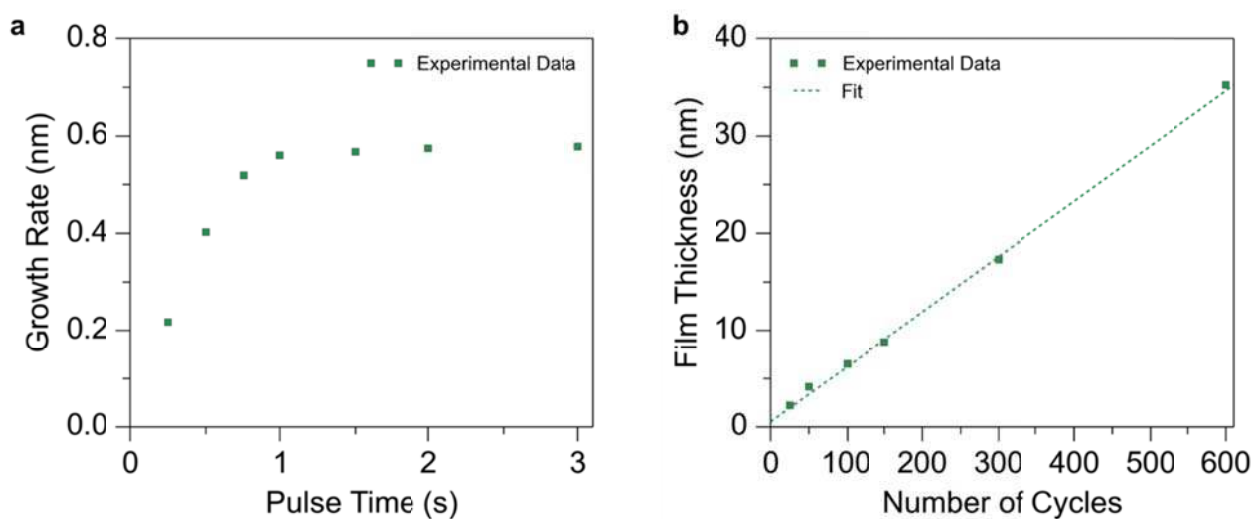 a
0.8
0.6
0.4
0.2
0.0
Growth Rate (nm)
Experimental Data
0
1
2
3
Pulse Time (s)
b
40
30
20
10
0
Film Thickness (nm)
Experimental Data
Fit
0
100
200
300
400
500
600
Number of Cycles